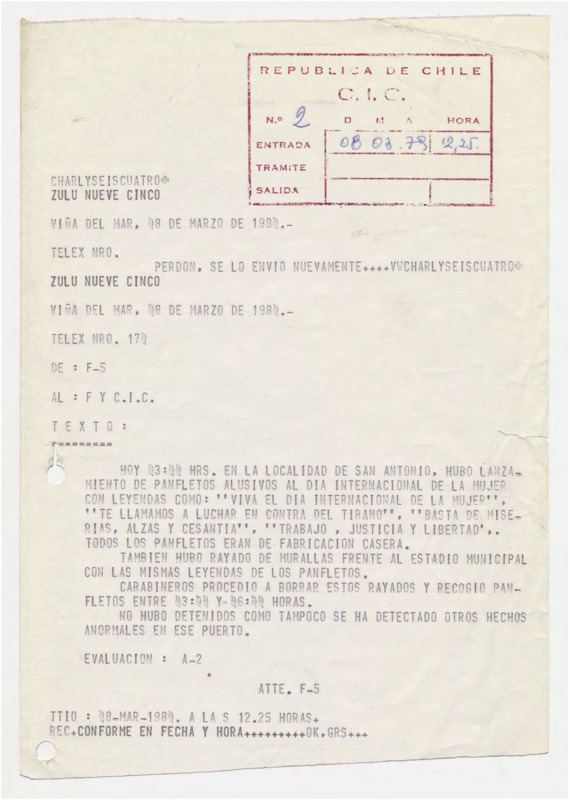 REPUBLICA DE CHILE
C.I.C.
N.º 2 D M A HORA
ENTRADA 08 03. 12,25.
TRAMITE
SALIDA
CHARLYSEISCUATRO
ZULU NUEVE CINCO
VIÑA DEL MAR, 08 DE MARZO DE 1980.-
TELEX NRO.
PERDON, SE LO ENVIO NUEVAMENTE++++VWCHARLYSEISCUATRO
ZULU NUEVE CINCO
VIÑA DEL MAR, 08 DE MARZO DE 1980.-
TELEX NRO. 170
DE : F-5
AL : F Y C.I.C.
T E X T O :
=========
HOY 03:00 HRS. EN LA LOCALIDAD DE SAN ANTONIO, HUBO LANZA-
MIENTO DE PANFLETOS ALUSIVOS AL DIA INTERNACIONAL DE LA MUJER
CON LEYENDAS COMO: ''VIVA EL DIA INTERNACIONAL DE LA MUJER'',
''TE LLAMAMOS A LUCHAR EN CONTRA DEL TIRANO'', ''BASTA DE MISE-
RIAS, ALZAS Y CESANTIA'', ''TRABAJO , JUSTICIA Y LIBERTAD',.
TODOS LOS PANFLETOS ERAN DE FABRICACION CASERA.
TAMBIEN HUBO RAYADO DE MURALLAS FRENTE AL ESTADIO MUNICIPAL
CON LAS MISMAS LEYENDAS DE LOS PANFLETOS.
CARABINEROS PROCEDIO A BORRAR ESTOS RAYADOS Y RECOGIO PAN-
FLETOS ENTRE 03:00 Y-06:00 HORAS.
NO HUBO DETENIDOS COMO TAMPOCO SE HA DETECTADO OTROS HECHOS
ANORMALES EN ESE PUERTO.
EVALUACION : A-2
ATTE. F-5
TTIO : 08-MAR-1980. A LA S 12.25 HORAS+
REC+CONFORME EN FECHA Y HORA+++++++++OK,GRS+++